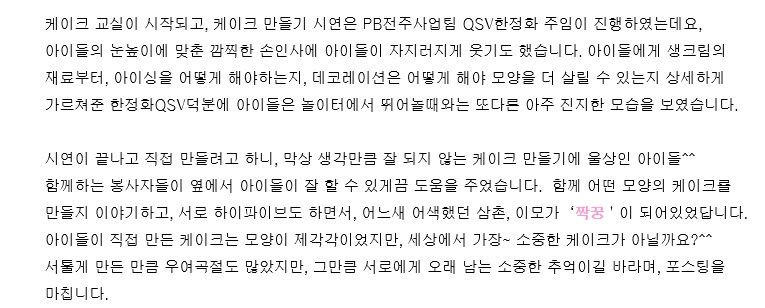 케이크 교실이 시작되고, 케이크 만들기 시연은 PB전주사업팀 QSV한정화 주임이 진행하였는데요,
아이들의 눈높이에 맞춘 깜찍한 손인사에 아이들이 자지러지게 웃기도 했습니다. 아이들에게 생크림의
재료부터, 아이싱을 어떻게 해야하는지, 데코레이션은 어떻게 해야 모양을 더 살릴 수 있는지 상세하게
가르쳐준 한정화QSV덕분에 아이들은 놀이터에서 뛰어놀때와는 또다른 아주 진지한 모습을 보였습니다.
시연이 끝나고 직접 만들려고 하니, 막상 생각만큼 잘 되지 않는 케이크 만들기에 울상인 아이들^^
함께하는 봉사자들이 옆에서 아이들이 잘 할 수 있게끔 도움을 주었습니다. 함께 어떤 모양의 케이크를
만들지 이야기하고, 서로 하이파이브도 하면서, 어느새 어색했던 삼촌, 이모가 ‘짝꿍 ' 이 되어있었답니다.
아이들이 직접 만든 케이크는 모양이 제각각이었지만, 세상에서 가장~ 소중한 케이크가 아닐까요?^^
서툴게 만든 만큼 우여곡절도 많았지만, 그만큼 서로에게 오래 남는 소중한 추억이길 바라며, 포스팅을
마칩니다.